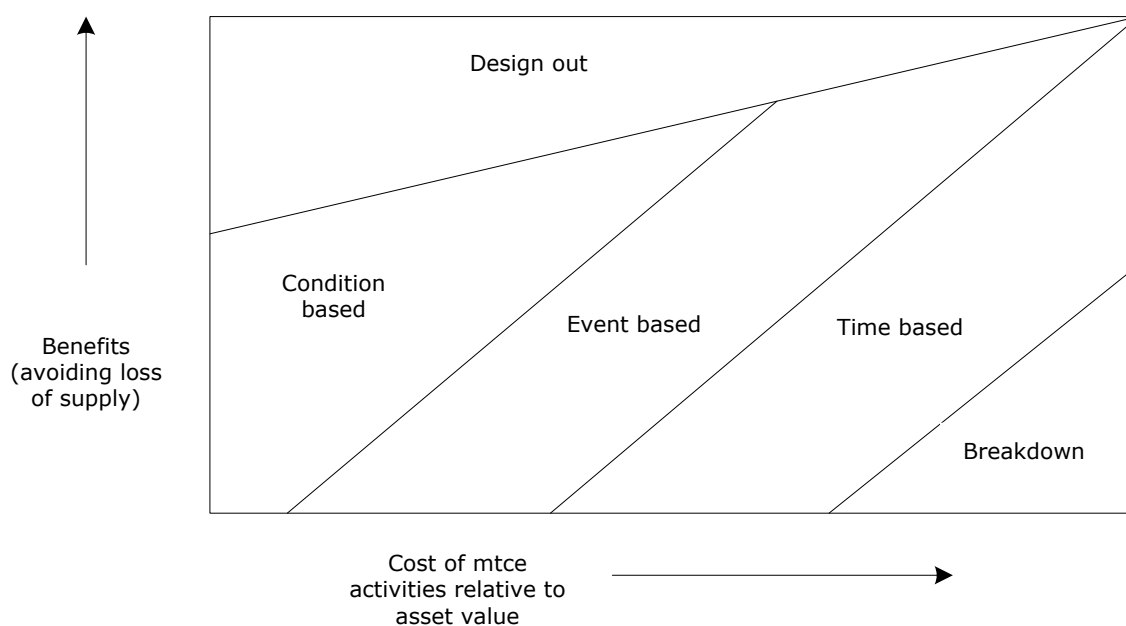 Design out
Condition
based
Event based
Time based
Benefits
(avoiding loss
of supply)
Breakdown
Cost of mtce
activities relative to
asset value